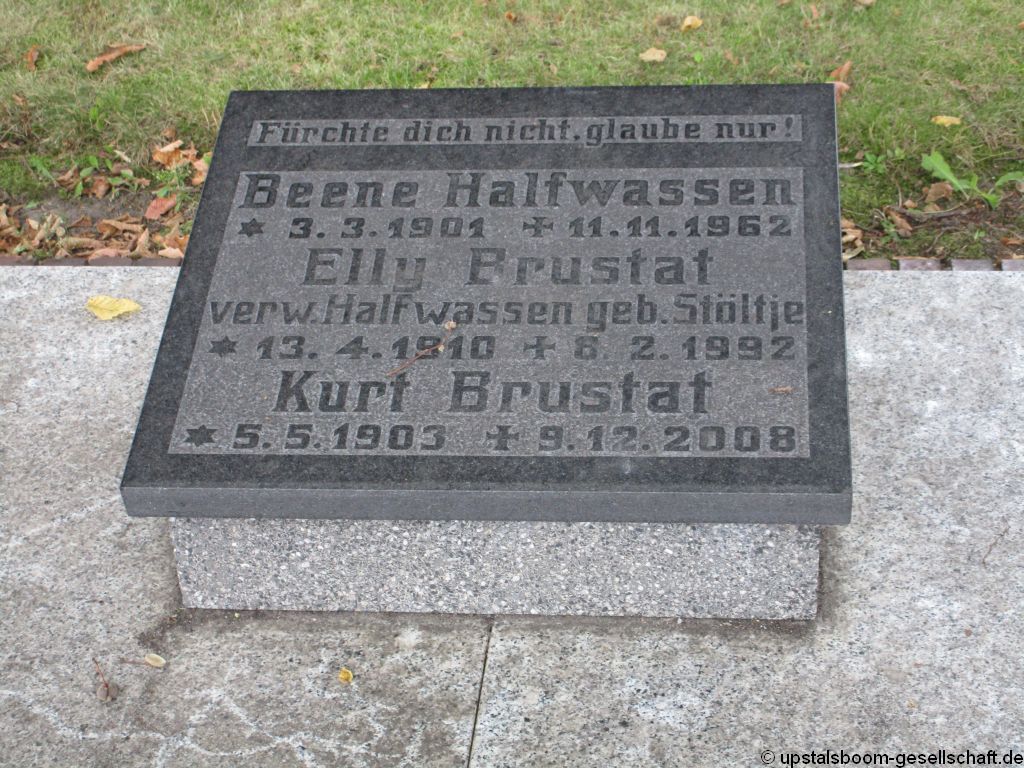 Fürchte dich nicht, glaube nur!
Beene Halfwassen
✶ 3. 3. 1901 ✠ 11. 11. 1962
Elly Brustat
verw. Halfwassen geb. Stöltje
✶ 13. 4. 1910 ✠ 8. 2. 1992
Kurt Brustat
✶ 5. 5. 1903 ✠ 9. 12. 2008
© upstalsboom-gesellschaft.de